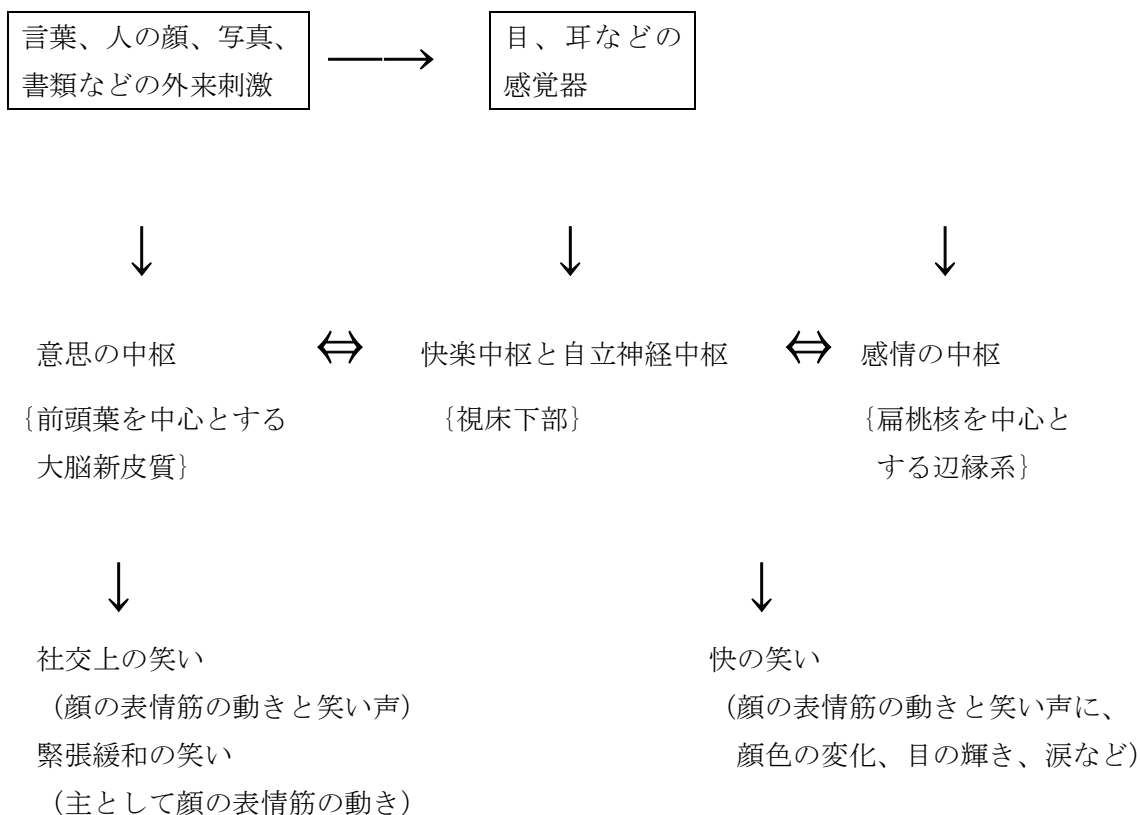 言葉、人の顔、写真、
書類などの外来刺激
目、耳などの
感覚器
意思の中枢
快楽中枢と自立神経中枢
感情の中枢
{前頭葉を中心とする
大脳新皮質}
{視床下部}
{扁桃核を中心と
する辺縁系}
社交上の笑い
(顔の表情筋の動きと笑い声)
緊張緩和の笑い
(主として顔の表情筋の動き)
快の笑い
(顔の表情筋の動きと笑い声に、
顔色の変化、目の輝き、涙など)